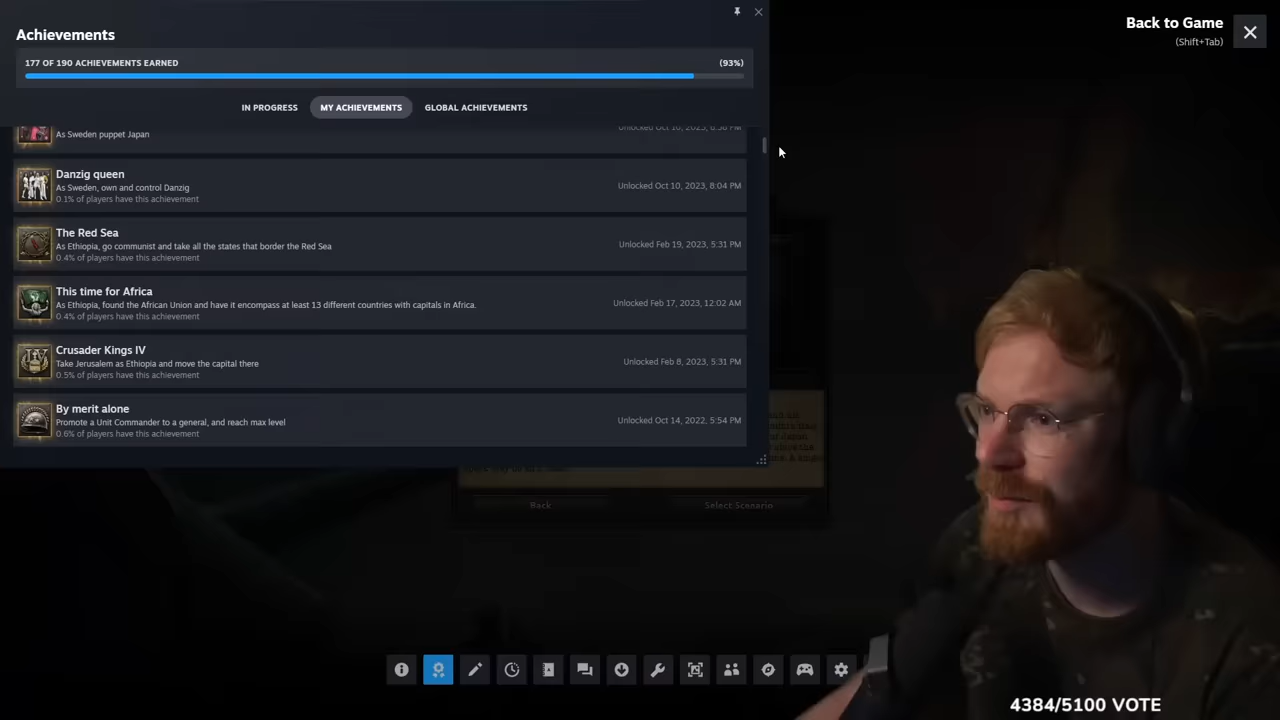 Back to Game
(Shift+Tab)
Achievements
177 OF 190 ACHIEVEMENTS EARNED
(93%)
IN PROGRESS
MY ACHIEVEMENTS
GLOBAL ACHIEVEMENTS
As Sweden puppet Japan
Danzig queen
As Sweden, own and control Danzig
0.1% of players have this achievement
Unlocked Oct 10, 2023, 8:04 PM
The Red Sea
As Ethiopia, go communist and take all the states that border the Red Sea
0.4% of players have this achievement
Unlocked Feb 19, 2023, 5:31 PM
This time for Africa
As Ethiopia, found the African Union and have it encompass at least 13 different countries with capitals in Africa.
0.4% of players have this achievement
Unlocked Feb 17, 2023, 12:02 AM
Crusader Kings IV
Take Jerusalem as Ethiopia and move the capital there
0.5% of players have this achievement
Unlocked Feb 8, 2023, 5:31 PM
By merit alone
Promote a Unit Commander to a general, and reach max level
0.6% of players have this achievement
Unlocked Oct 14, 2022, 5:54 PM
Back
Select Scenario
4384/5100 VOTE